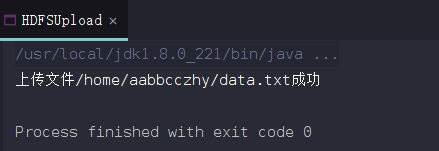 HDFSUpload ×
/usr/local/jdk1.8.0_221/bin/java ...
上传文件/home/aabbcczhy/data.txt成功
Process finished with exit code 0